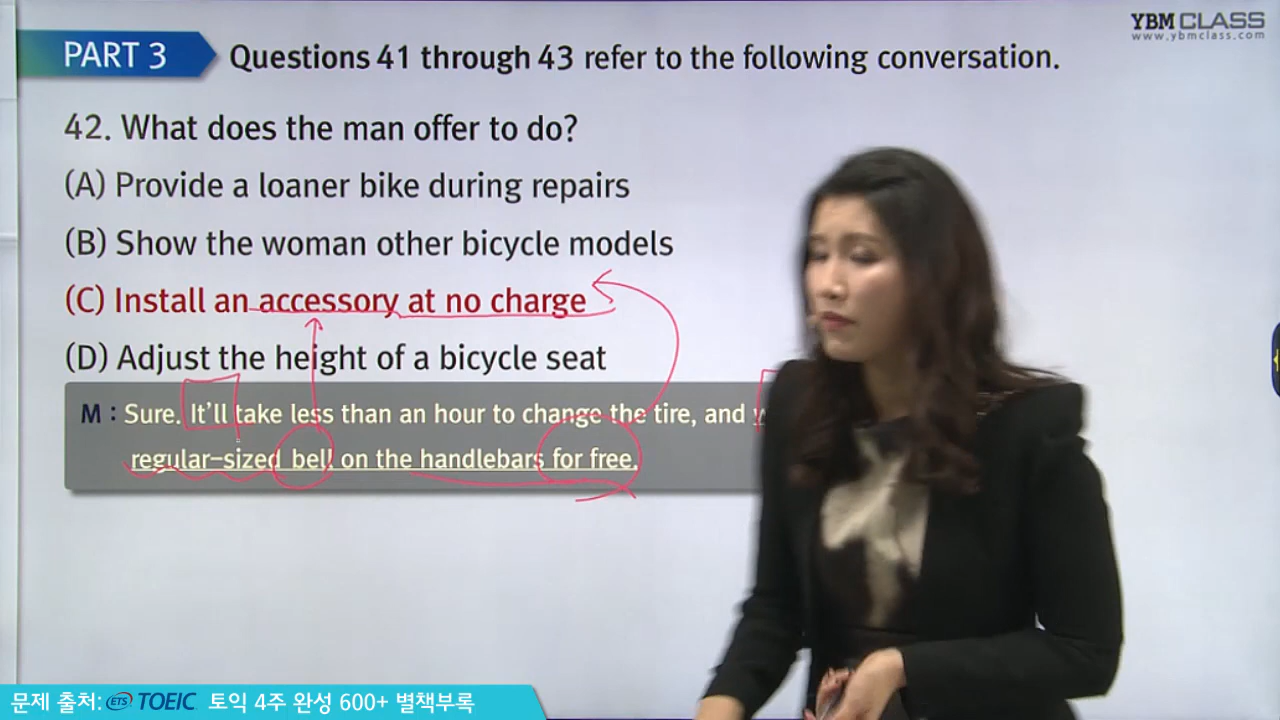 YBM CLASS
www.ybmclass.com
PART 3
Questions 41 through 43 refer to the following conversation.
42. What does the man offer to do?
(A) Provide a loaner bike during repairs
(B) Show the woman other bicycle models
(C) Install an accessory at no charge
(D) Adjust the height of a bicycle seat
M : Sure. It'll take less than an hour to change the tire, and
regular-sized bell on the handlebars for free.
문제 출처: ETS TOEIC 토익 4주 완성 600+ 별책부록